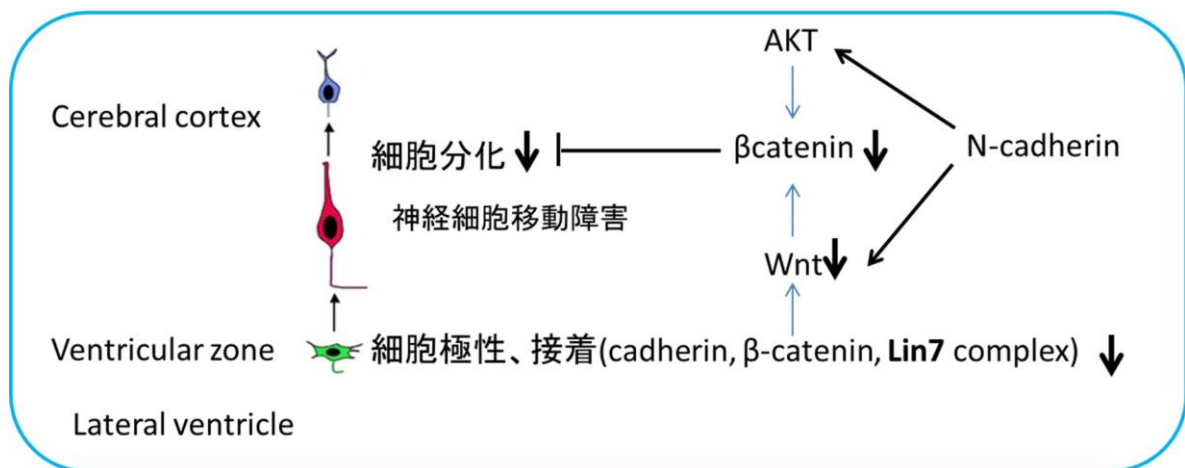 AKT
Cerebral cortex
細胞分化
βcatenin
N-cadherin
神経細胞移動障害
Wnt
Ventricular zone
細胞極性、接着(cadherin, β-catenin, Lin7 complex)
Lateral ventricle